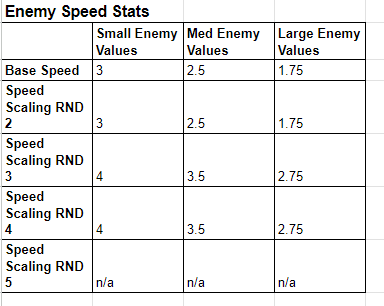 Enemy Speed Stats
Small Enemy Values Med Enemy Values Large Enemy Values
Base Speed 3 2.5 1.75
Speed Scaling RND 2 3 2.5 1.75
Speed Scaling RND 3 4 3.5 2.75
Speed Scaling RND 4 4 3.5 2.75
Speed Scaling RND 5 n/a n/a n/a